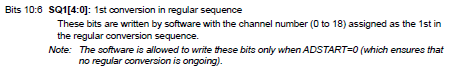 Bits 10:6 SQ1[4:0]: 1st conversion in regular sequence
These bits are written by software with the channel number (0 to 18) assigned as the 1st in
the regular conversion sequence.
Note: The software is allowed to write these bits only when ADSTART=0 (which ensures that
no regular conversion is ongoing).